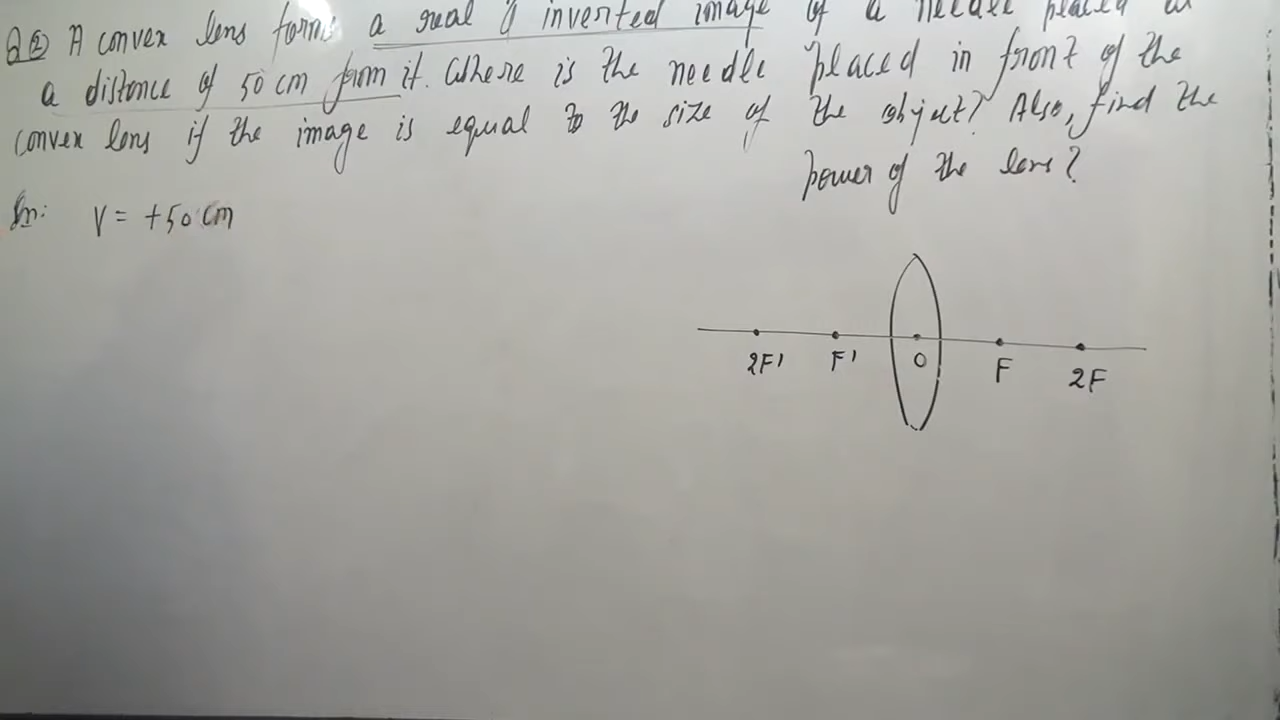 Q② A convex lens forms a real & inverted image of a needle placed at
a distance of 50 cm from it. Where is the needle placed in front of the
convex lens if the image is equal to the size of the object? Also, find the
power of the lens?
Sn: V = +50 cm
2F' F' O F 2F